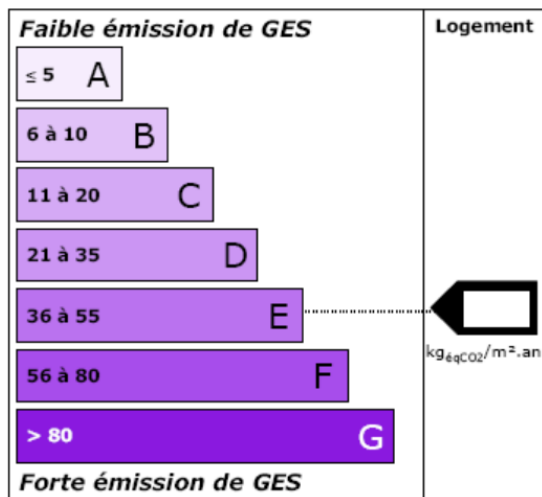 Faible émission de GES
Logement
≤ 5 A
6 à 10 B
11 à 20 C
21 à 35 D
36 à 55 E
kgéqCO2/m².an
56 à 80 F
> 80 G
Forte émission de GES